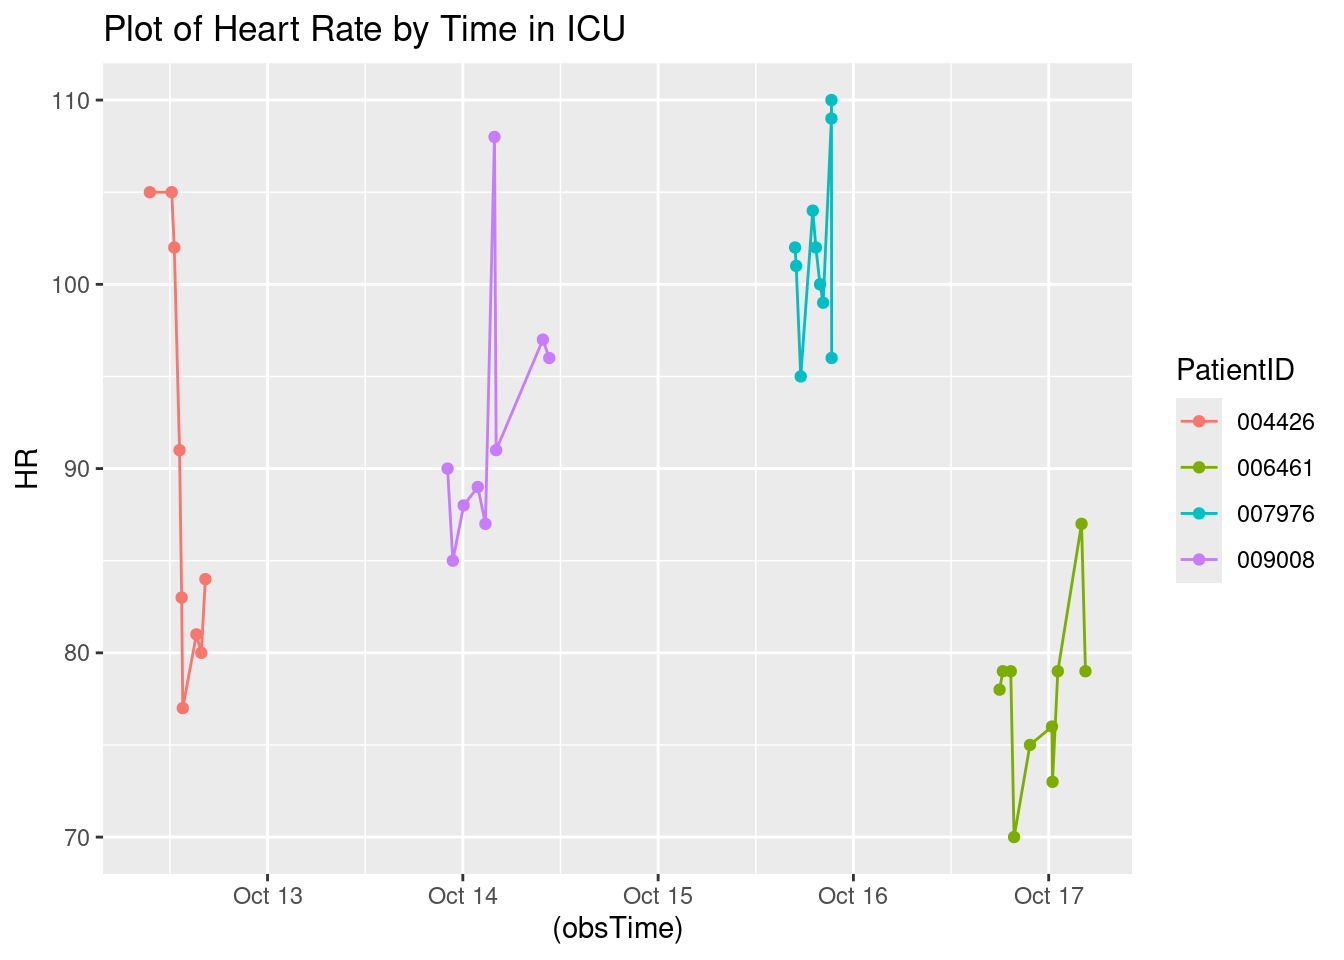 Plot of Heart Rate by Time in ICU
110
100
90
80
70
HR
Oct 13
Oct 14
Oct 15
Oct 16
Oct 17
(obsTime)
PatientID
004426
006461
007976
009008